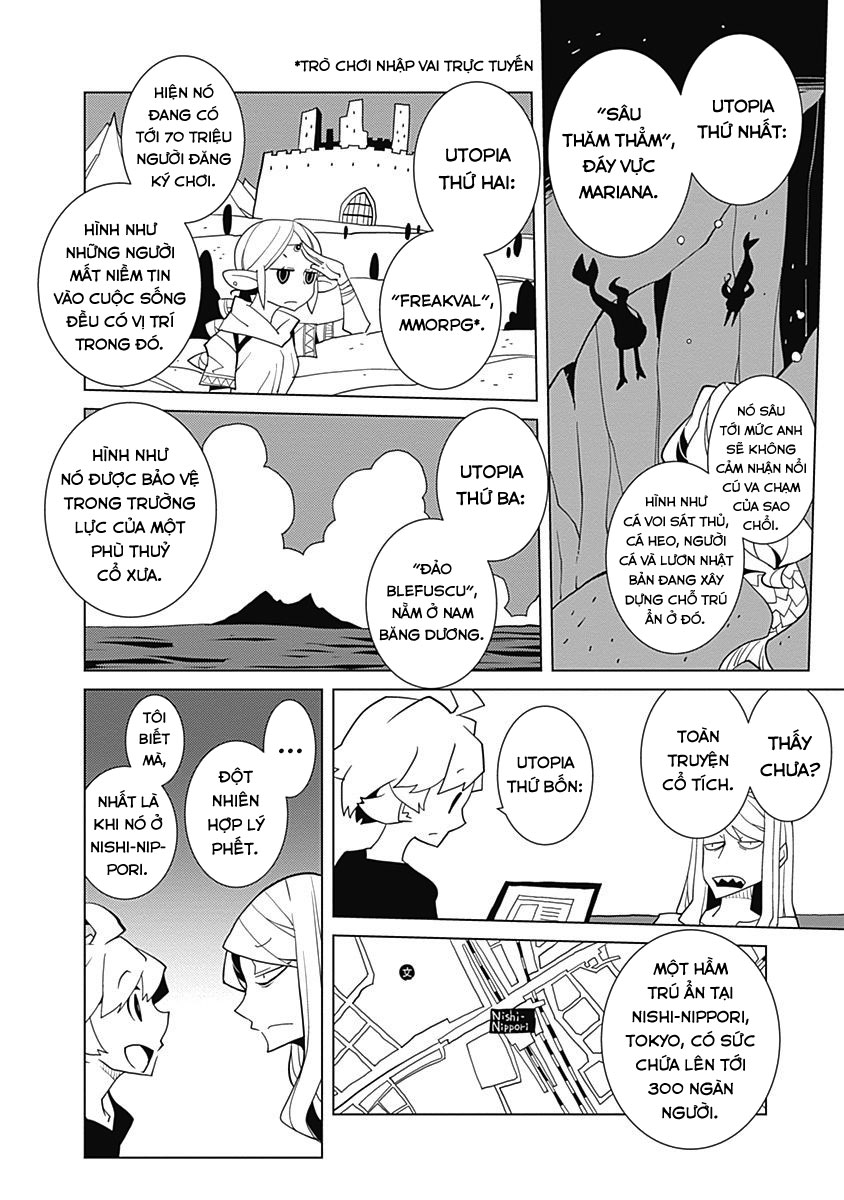 UTOPIA
THỨ NHẤT:
"SÂU
THĂM THẲM",
ĐÁY VỰC
MARIANA.
NÓ SÂU
TỚI MỨC ANH
SẼ KHÔNG
CẢM NHẬN NỔI
CÚ VA CHẠM
CỦA SAO
CHỔI.
HÌNH NHƯ
CÁ VOI SÁT THỦ,
CÁ HEO, NGƯỜI
CÁ VÀ LƯƠN NHẬT
BẢN ĐANG XÂY
DỰNG CHỖ TRÚ
ẨN Ở ĐÓ.
*TRÒ CHƠI NHẬP VAI TRỰC TUYẾN
UTOPIA
THỨ HAI:
"FREAKVAL",
MMORPG*.
HIỆN NÓ
ĐANG CÓ
TỚI 70 TRIỆU
NGƯỜI ĐĂNG
KÝ CHƠI.
HÌNH NHƯ
NHỮNG NGƯỜI
MẤT NIỀM TIN
VÀO CUỘC SỐNG
ĐỀU CÓ VỊ TRÍ
TRONG ĐÓ.
UTOPIA
THỨ BA:
"ĐẢO
BLEFUSCU",
NẰM Ở NAM
BĂNG DƯƠNG.
HÌNH NHƯ
NÓ ĐƯỢC BẢO VỆ
TRONG TRƯỜNG
LỰC CỦA MỘT
PHÙ THUỶ
CỔ XƯA.
THẤY
CHƯA?
TOÀN
TRUYỆN
CỔ TÍCH.
UTOPIA
THỨ BỐN:
MỘT HẦM
TRÚ ẨN TẠI
NISHI-NIPPORI,
TOKYO, CÓ SỨC
CHỨA LÊN TỚI
300 NGÀN
NGƯỜI.
文
Nishi-
Nippori
...
ĐỘT
NHIÊN
HỢP LÝ
PHẾT.
TÔI
BIẾT
MÀ,
NHẤT LÀ
KHI NÓ Ở
NISHI-NIP-
PORI.